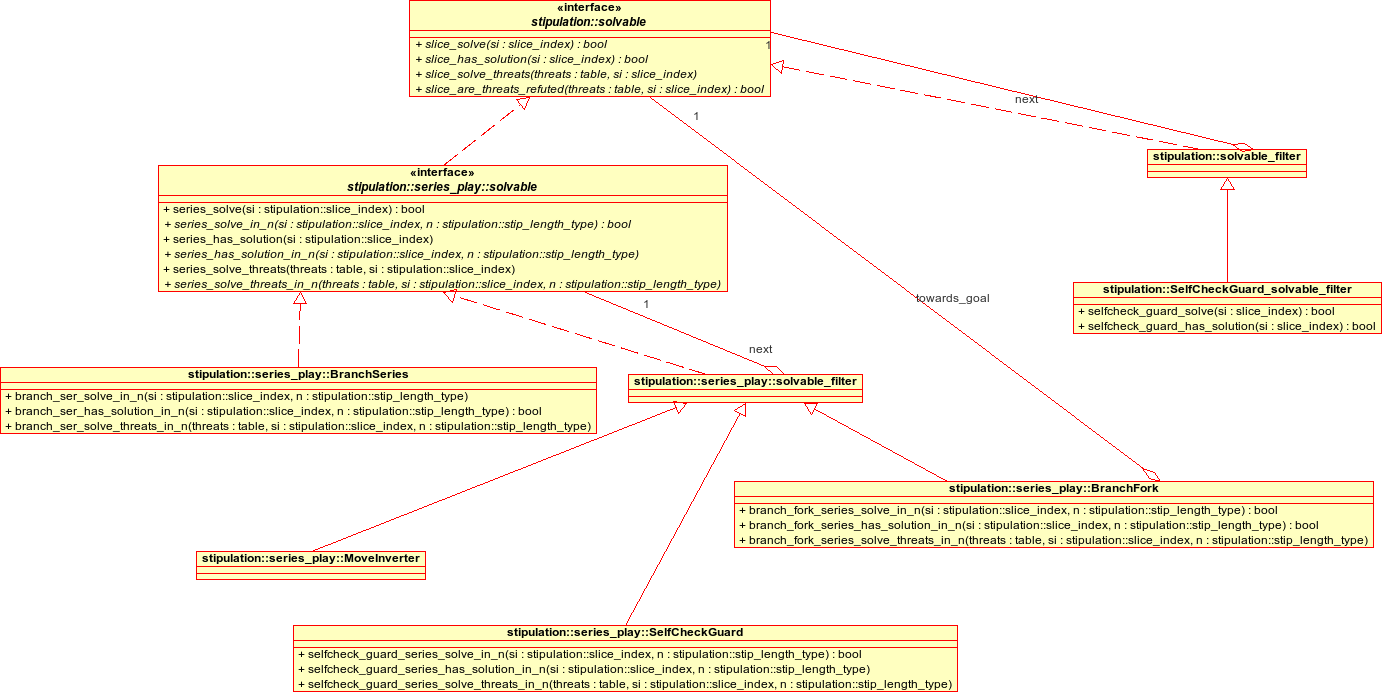 «interface»
stipulation::solvable
+ slice_solve(si : slice_index) : bool
+ slice_has_solution(si : slice_index) : bool
+ slice_solve_threats(threats : table, si : slice_index)
+ slice_are_threats_refuted(threats : table, si : slice_index) : bool
1
next
1
stipulation::solvable_filter
«interface»
stipulation::series_play::solvable
+ series_solve(si : stipulation::slice_index) : bool
+ series_solve_in_n(si : stipulation::slice_index, n : stipulation::stip_length_type) : bool
+ series_has_solution(si : stipulation::slice_index)
+ series_has_solution_in_n(si : stipulation::slice_index, n : stipulation::stip_length_type)
+ series_solve_threats(threats : table, si : stipulation::slice_index)
+ series_solve_threats_in_n(threats : table, si : stipulation::slice_index, n : stipulation::stip_length_type)
stipulation::SelfCheckGuard_solvable_filter
+ selfcheck_guard_solve(si : slice_index) : bool
+ selfcheck_guard_has_solution(si : slice_index) : bool
towards_goal
1
next
stipulation::series_play::BranchSeries
+ branch_ser_solve_in_n(si : stipulation::slice_index, n : stipulation::stip_length_type)
+ branch_ser_has_solution_in_n(si : stipulation::slice_index, n : stipulation::stip_length_type) : bool
+ branch_ser_solve_threats_in_n(threats : table, si : stipulation::slice_index, n : stipulation::stip_length_type)
stipulation::series_play::solvable_filter
stipulation::series_play::BranchFork
+ branch_fork_series_solve_in_n(si : stipulation::slice_index, n : stipulation::stip_length_type) : bool
+ branch_fork_series_has_solution_in_n(si : stipulation::slice_index, n : stipulation::stip_length_type) : bool
+ branch_fork_series_solve_threats_in_n(threats : table, si : stipulation::slice_index, n : stipulation::stip_length_type)
stipulation::series_play::MoveInverter
stipulation::series_play::SelfCheckGuard
+ selfcheck_guard_series_solve_in_n(si : stipulation::slice_index, n : stipulation::stip_length_type) : bool
+ selfcheck_guard_series_has_solution_in_n(si : stipulation::slice_index, n : stipulation::stip_length_type)
+ selfcheck_guard_series_solve_threats_in_n(threats : table, si : stipulation::slice_index, n : stipulation::stip_length_type)